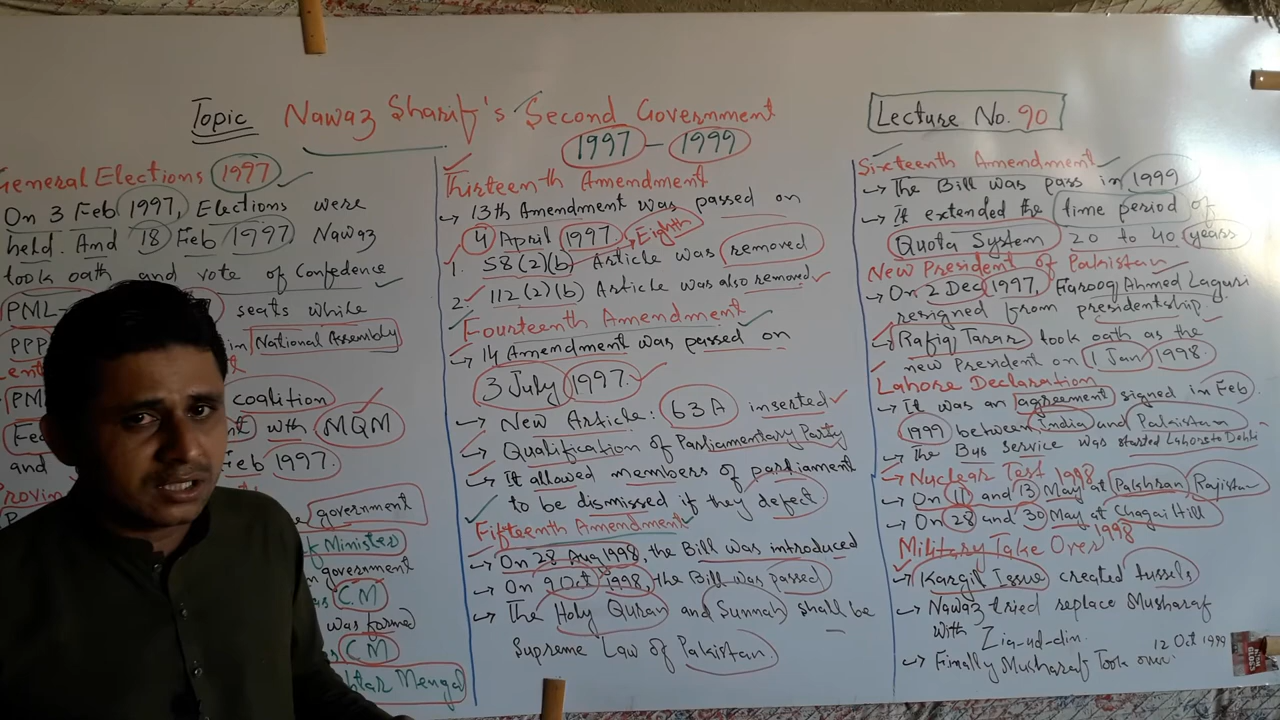 Topic Nawaz Sharif's Second Government
1997 – 1999
Lecture No. 90
General Elections 1997
On 3 Feb 1997, Elections were
held. And 18 Feb 1997 Nawaz
took oath and vote of Confedence
PML- seats while
PPP in National Assembly
coalition
with MQM
and Feb 1997.
government
Minister
government
CM
was formed
CM
Mengal
Thirteenth Amendment
→ 13th Amendment was passed on
4 April 1997 → Eighth
1. 58(2)(b) Article was removed
2. 112(2)(b) Article was also removed
Fourteenth Amendment
→ 14 Amendment was passed on
3 July 1997.
→ New Article: 63A inserted
→ Qualification of Parliamentary Party
→ It allowed members of parliament
to be dismissed if they defect
Fifteenth Amendment
→ On 28 Aug 1998, the Bill was introduced
→ On 9 Oct 1998, the Bill was passed
→ The Holy Quran and Sunnah shall be
Supreme Law of Pakistan
Sixteenth Amendment
→ The Bill was pass in 1999
→ It extended the time period of
Quota System 20 to 40 years
New President of Pakistan
→ On 2 Dec 1997, Farooq Ahmed Lagari
resigned from presidentship
→ Rafiq Tarar took oath as the
new President on 1 Jan 1998.
Lahore Declaration
→ It was an agreement signed in Feb
1999 between India and Pakistan
→ The Bus service was started Lahore to Dehli
→ Nuclear Test 1998
→ On 11 and 13 May at Pakhran Rajistan
→ On 28 and 30 May at Chagai Hill
1998
Military Take Over
→ Kargil Issue created tussels
→ Nawaz tried replace Musharaf
with Zia-ud-din.
→ Finally Musharaf Took over 12 Oct 1999